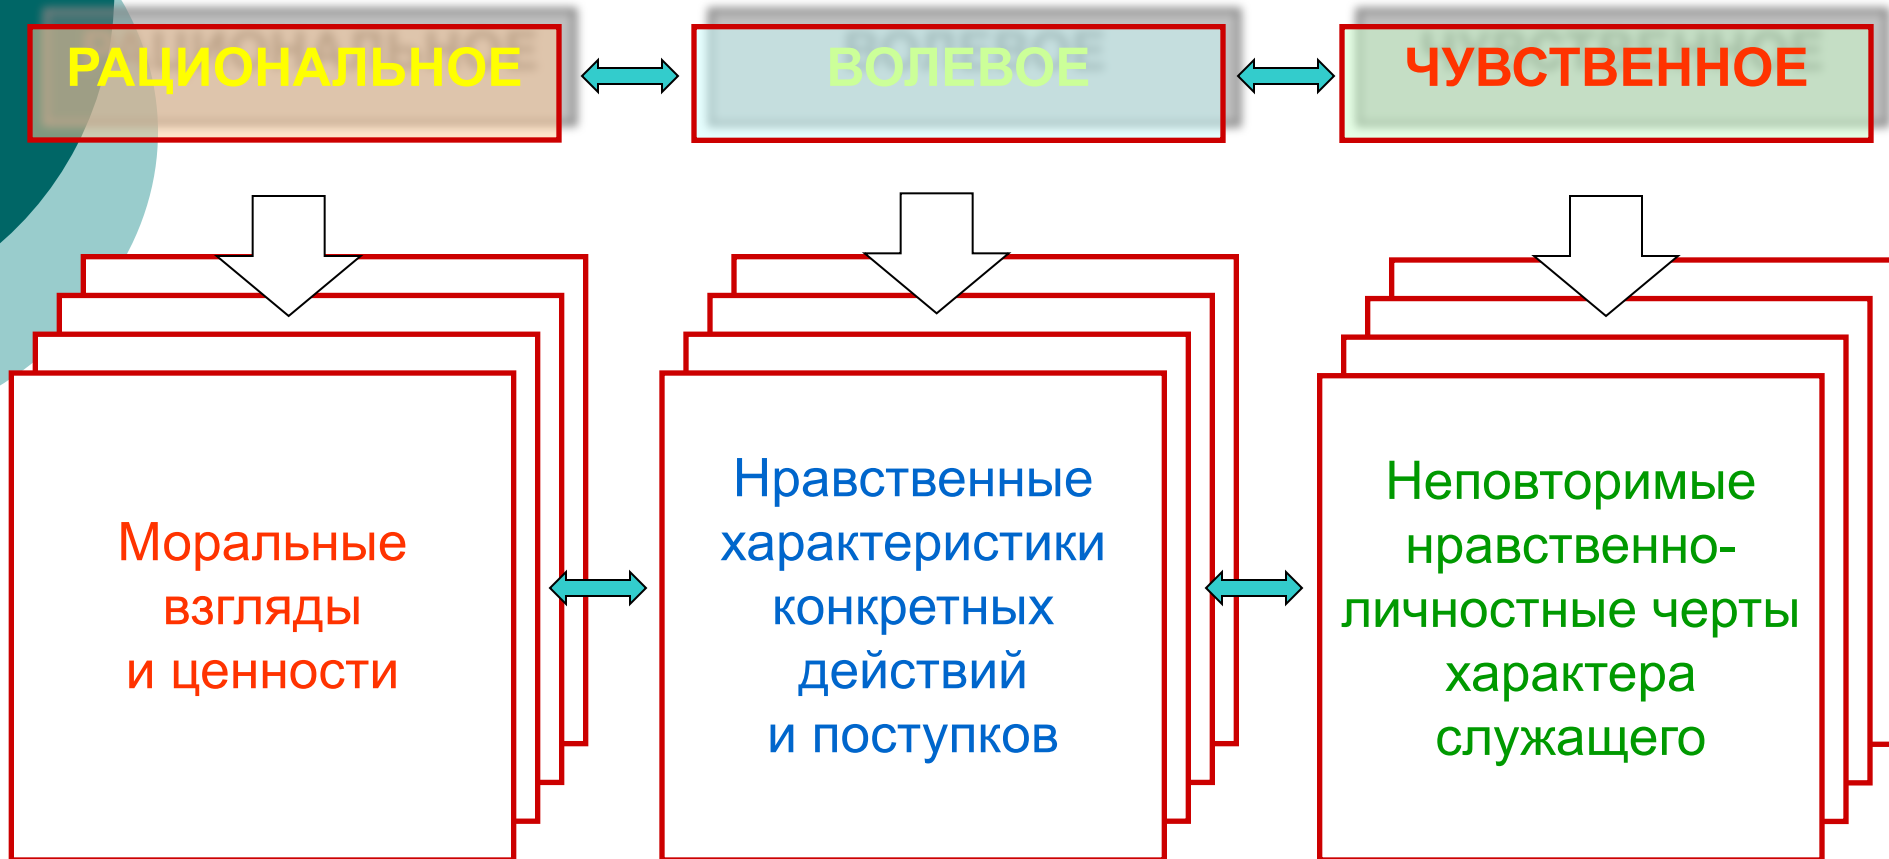 РАЦИОНАЛЬНОЕ
ВОЛЕВОЕ
ЧУВСТВЕННОЕ
Моральные
взгляды
и ценности
Нравственные
характеристики
конкретных
действий
и поступков
Неповторимые
нравственно-
личностные черты
характера
служащего